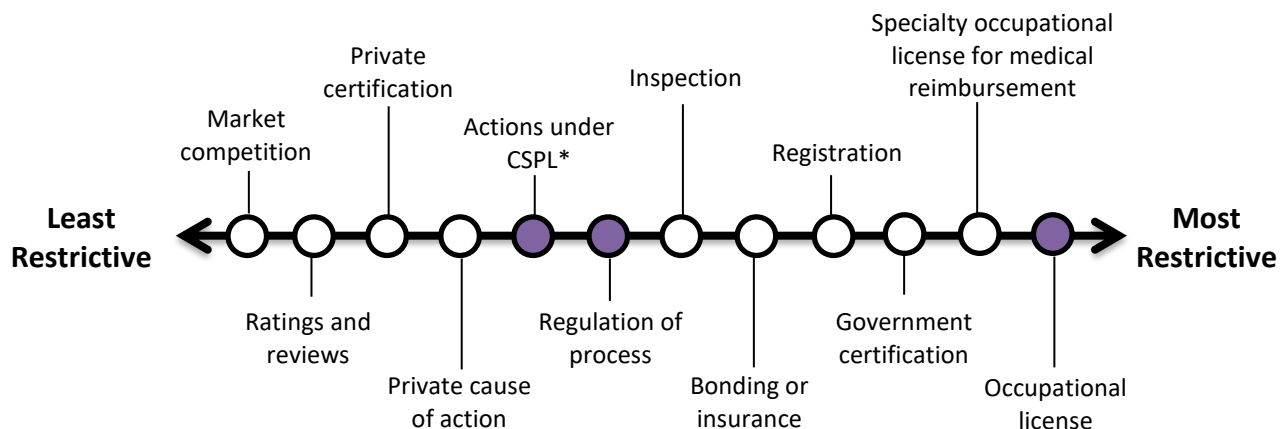 Specialty occupational
license for medical
reimbursement
Private
certification
Inspection
Market
competition
Actions under
CSPL*
Registration
Least
Restrictive
Most
Restrictive
Ratings and
reviews
Regulation of
process
Government
certification
Private cause
of action
Bonding or
insurance
Occupational
license